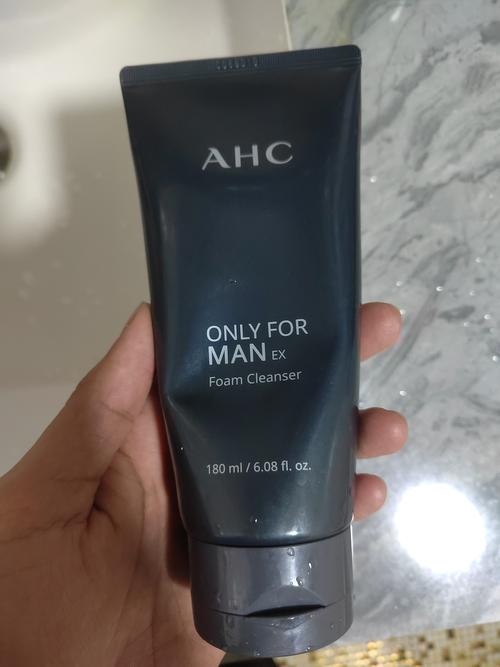 AHC
ONLY FOR
MAN EX
Foam Cleanser
180 ml / 6.08 fl. oz.